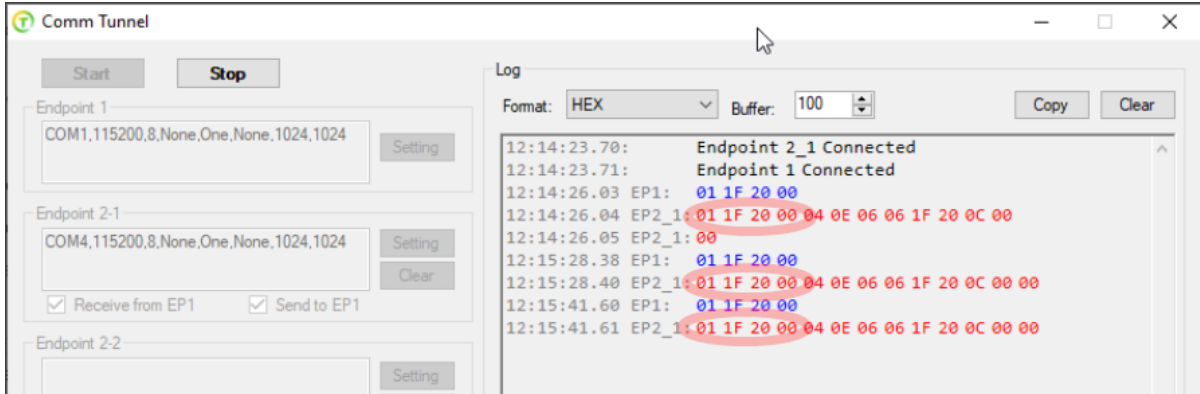 Comm Tunnel
Start
Stop
Endpoint 1
COM1,115200,8,None,One,None,1024,1024
Setting
Endpoint 2-1
COM4,115200,8,None,One,None,1024,1024
Setting
Clear
Receive from EP1
Send to EP1
Endpoint 2-2
Setting
Log
Format:
HEX
Buffer:
100
Copy
Clear
12:14:23.70: Endpoint 2_1 Connected
12:14:23.71: Endpoint 1 Connected
12:14:26.03 EP1: 01 1F 20 00
12:14:26.04 EP2_1: 01 1F 20 00 04 0E 06 06 1F 20 0C 00
12:14:26.05 EP2_1: 00
12:15:28.38 EP1: 01 1F 20 00
12:15:28.40 EP2_1: 01 1F 20 00 04 0E 06 06 1F 20 0C 00 00
12:15:41.60 EP1: 01 1F 20 00
12:15:41.61 EP2_1: 01 1F 20 00 04 0E 06 06 1F 20 0C 00 00